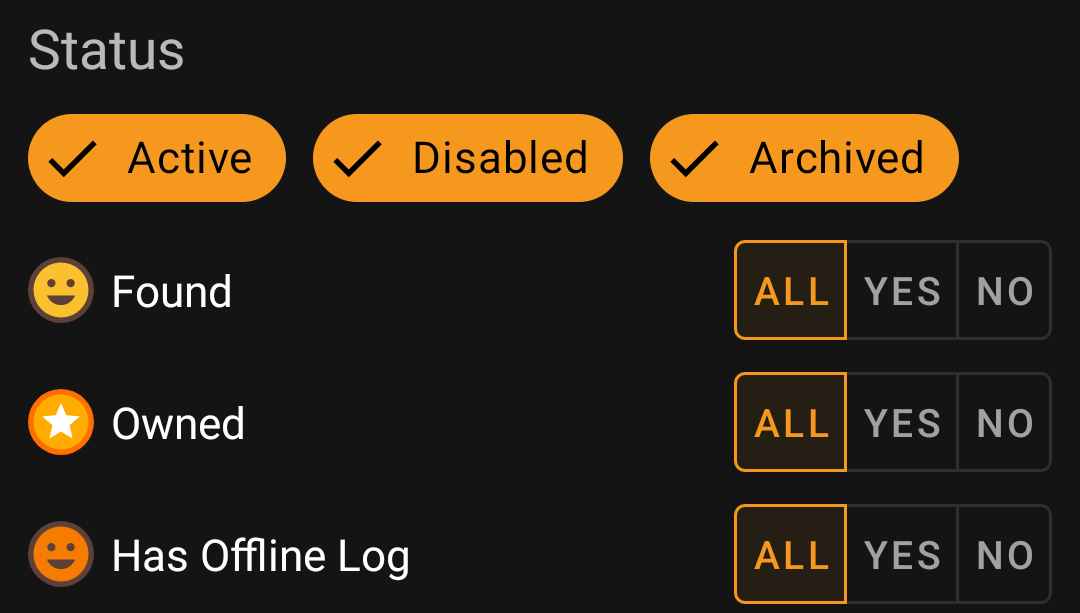 Status
Active Disabled Archived
Found ALL YES NO
Owned ALL YES NO
Has Offline Log ALL YES NO